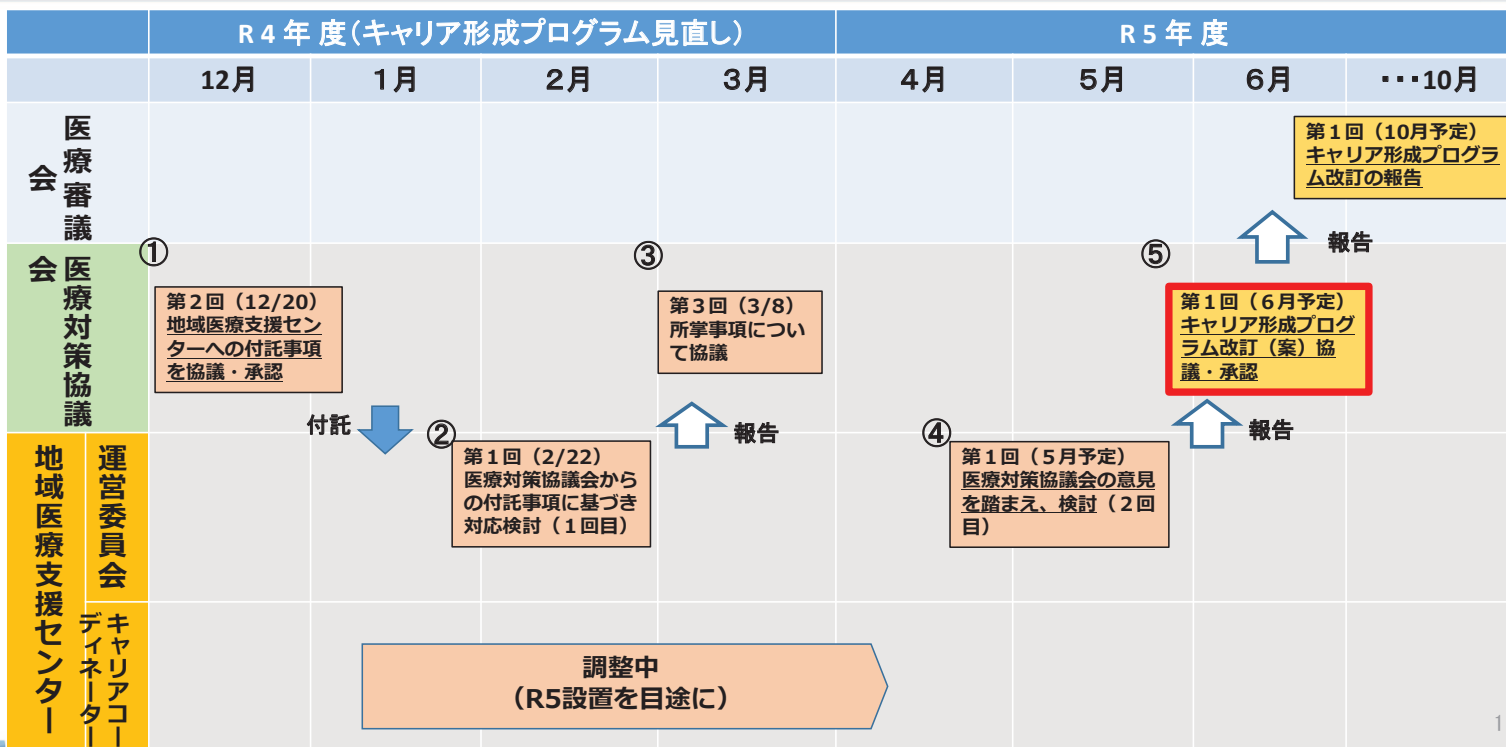 R４年 度（キャリア形成プログラム見直し）
R５年 度
12月
１月
２月
３月
４月
５月
６月
･･･10月
医療審議会
第１回（10月予定）
キャリア形成プログラ
ム改訂の報告
報告
医療対策協議会
①
第２回（12/20）
地域医療支援セン
ターへの付託事項
を協議・承認
③
第３回（3/8）
所掌事項につい
て協議
⑤
第１回（６月予定）
キャリア形成プログ
ラム改訂（案）協
議・承認
付託
報告
報告
地域医療支援センター
運営委員会
②
第１回（2/22）
医療対策協議会から
の付託事項に基づき
対応検討（１回目）
④
第１回（５月予定）
医療対策協議会の意見
を踏まえ、検討（２回
目）
キャリアコー
ディネーター
調整中
（R5設置を目途に）
1